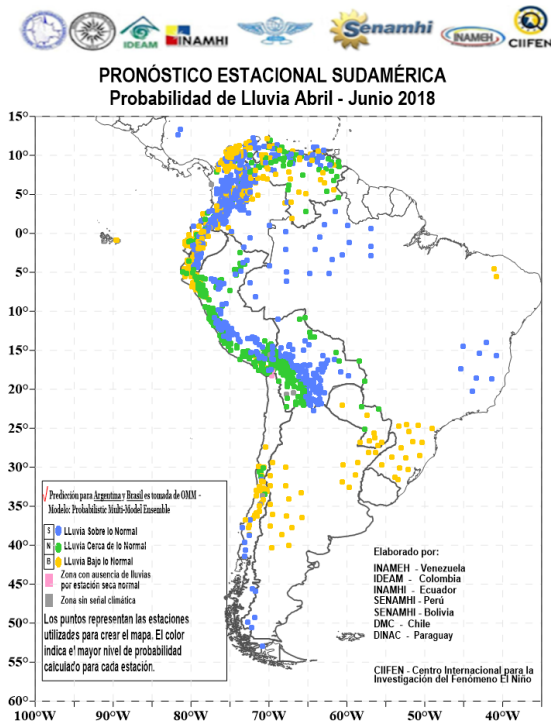 IDEAM
INAMHI
Senamhi
INAMEH
CIIFEN
PRONÓSTICO ESTACIONAL SUDAMÉRICA
Probabilidad de Lluvia Abril - Junio 2018
15°
10°
5°
0°
5°
10°
15°
20°
25°
30°
35°
40°
45°
50°
55°
60°
100°W 90°W 80°W 70°W 60°W 50°W 40°W
√ Predicción para Argentina y Brasil es tomada de OMM -
Modelo: Probabilistic Multi-Model Ensemble
S LLuvia Sobre lo Normal
N LLuvia Cerca de lo Normal
B LLuvia Bajo lo Normal
Zona con ausencia de lluvias
por estación seca normal
Zona sin señal climática
Los puntos representan las estaciones
utilizadas para crear el mapa. El color
indica el mayor nivel de probabilidad
calculado para cada estación.
Elaborado por:
INAMEH - Venezuela
IDEAM - Colombia
INAMHI - Ecuador
SENAMHI - Perú
SENAMHI - Bolivia
DMC - Chile
DINAC - Paraguay
CIIFEN - Centro Internacional para la
Investigación del Fenómeno El Niño